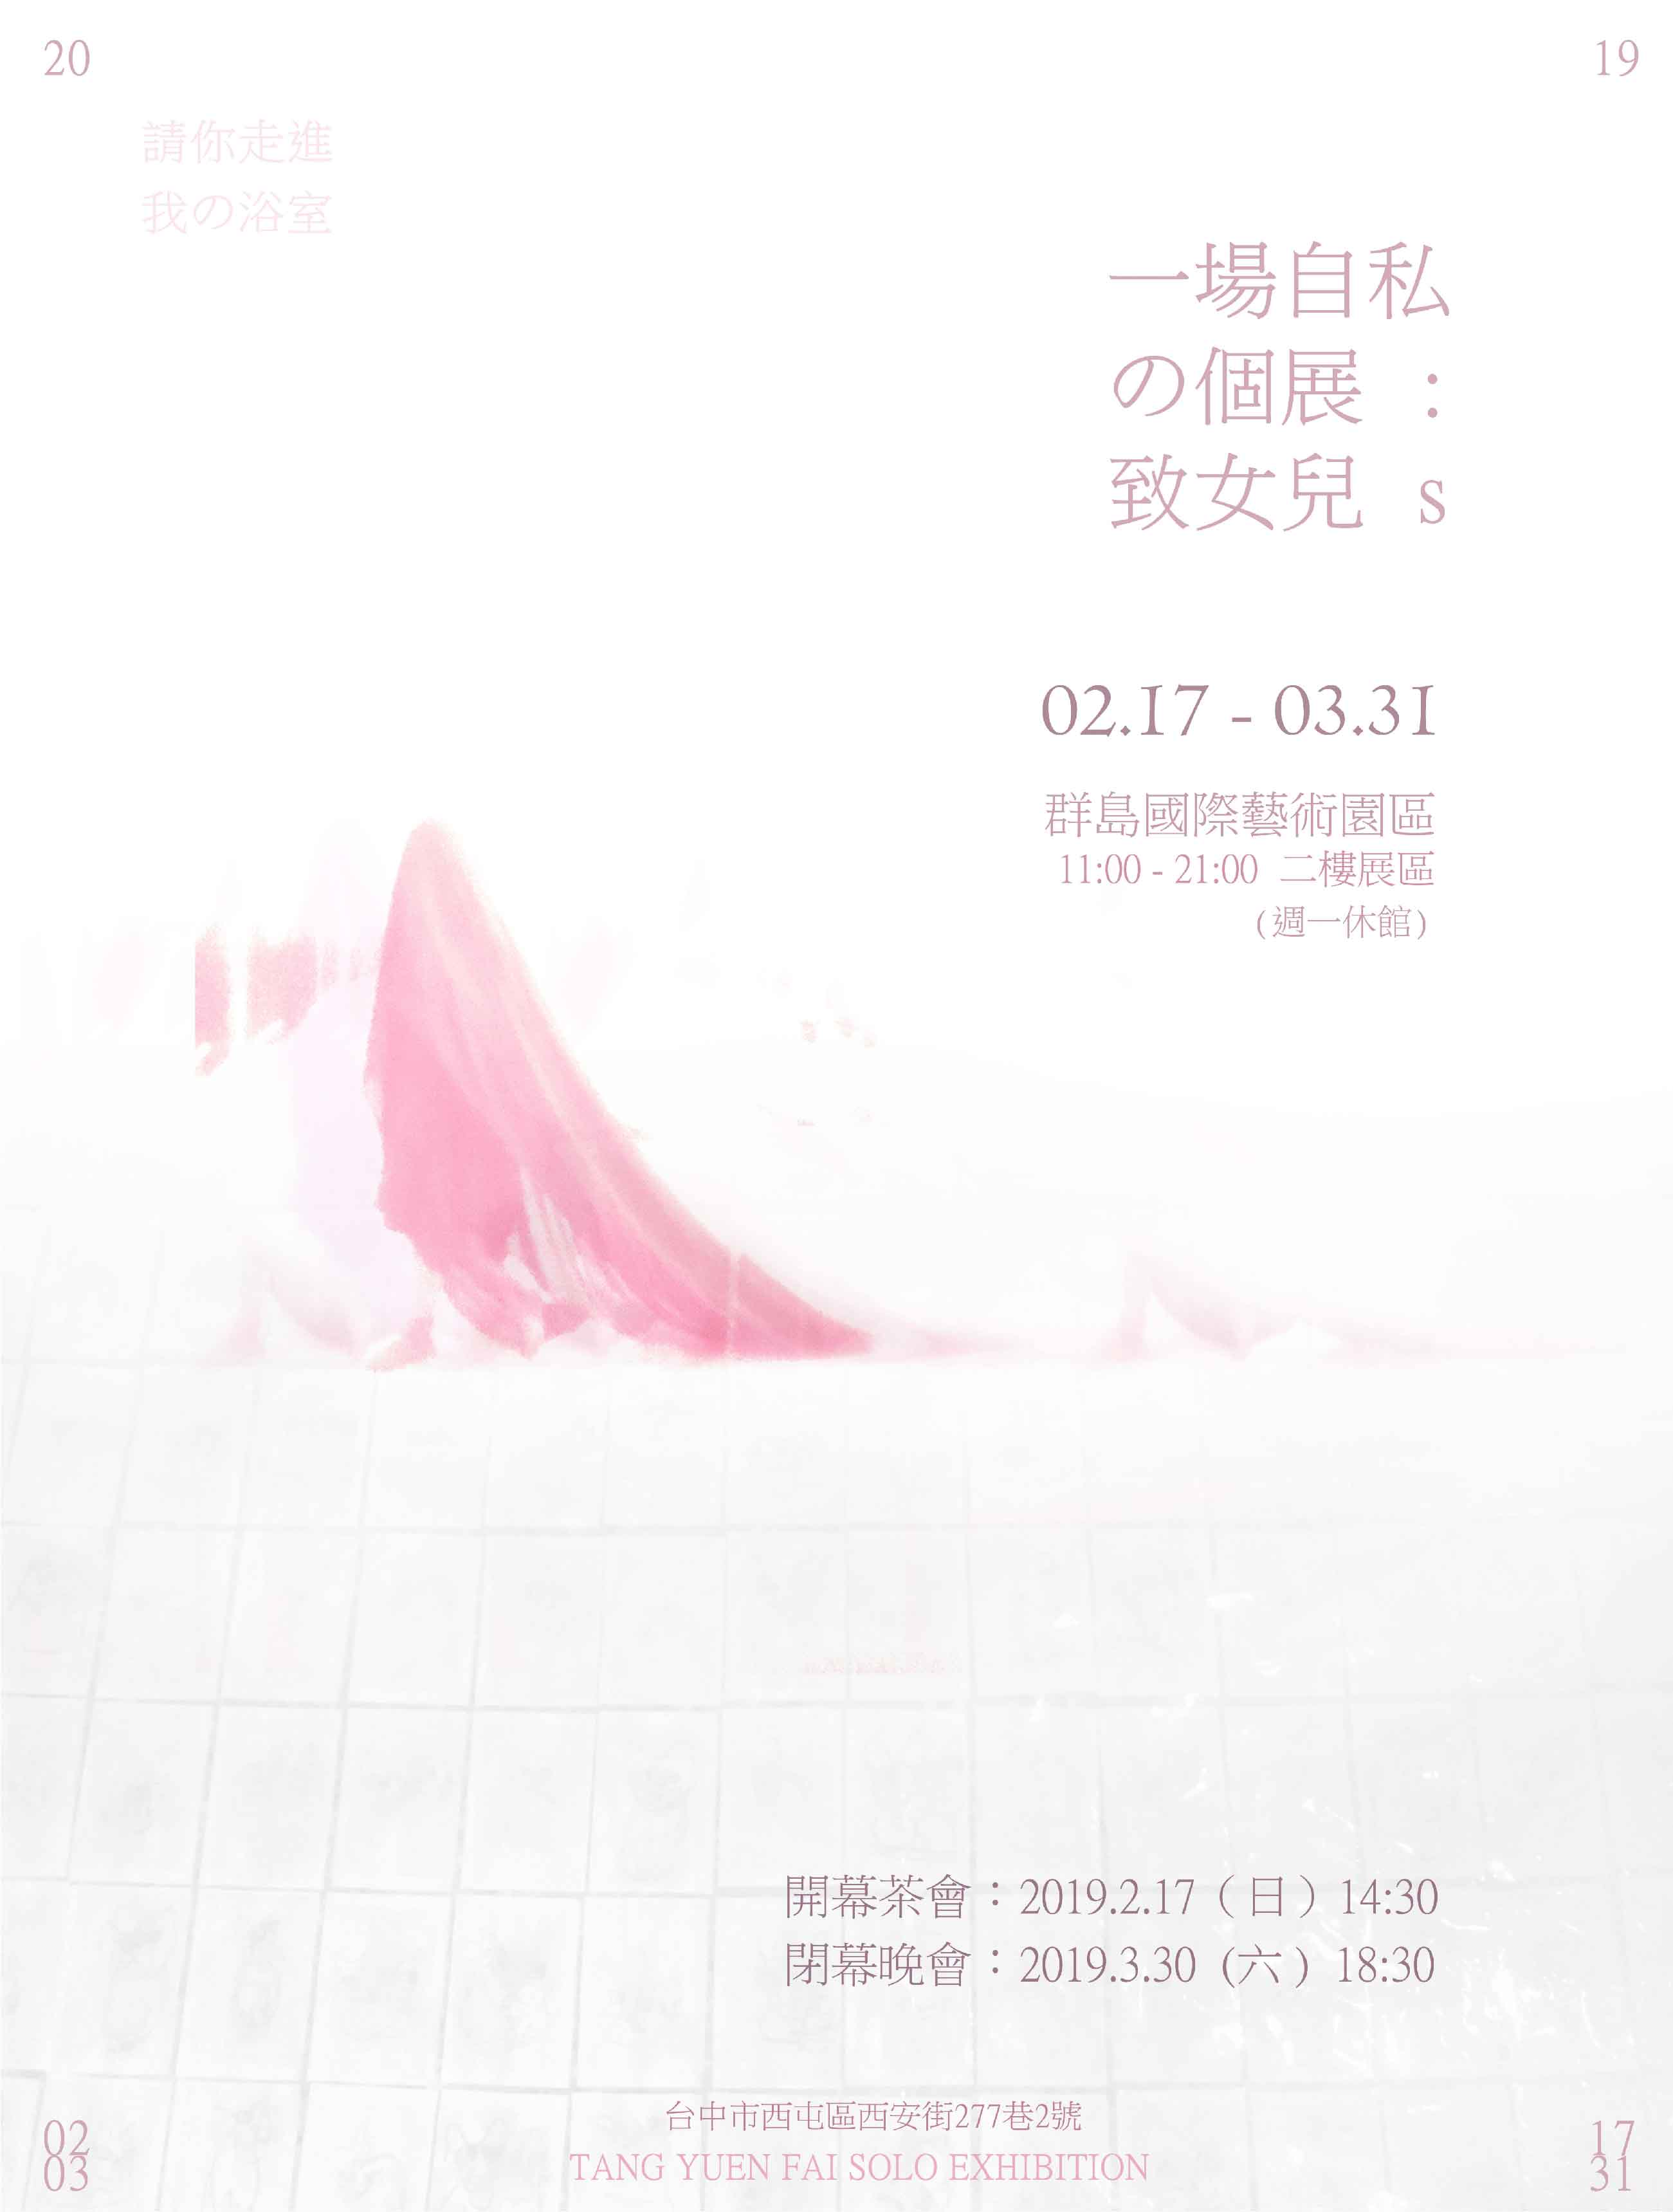 20
19
請你走進
我の浴室
一場自私
の個展 :
致女兒 s
02.17 - 03.31
群島國際藝術園區
11:00 - 21:00 二樓展區
(週一休館)
開幕茶會：2019.2.17（日）14:30
閉幕晚會：2019.3.30 (六) 18:30
台中市西屯區西安街277巷2號
TANG YUEN FAI SOLO EXHIBITION
02
03
17
31